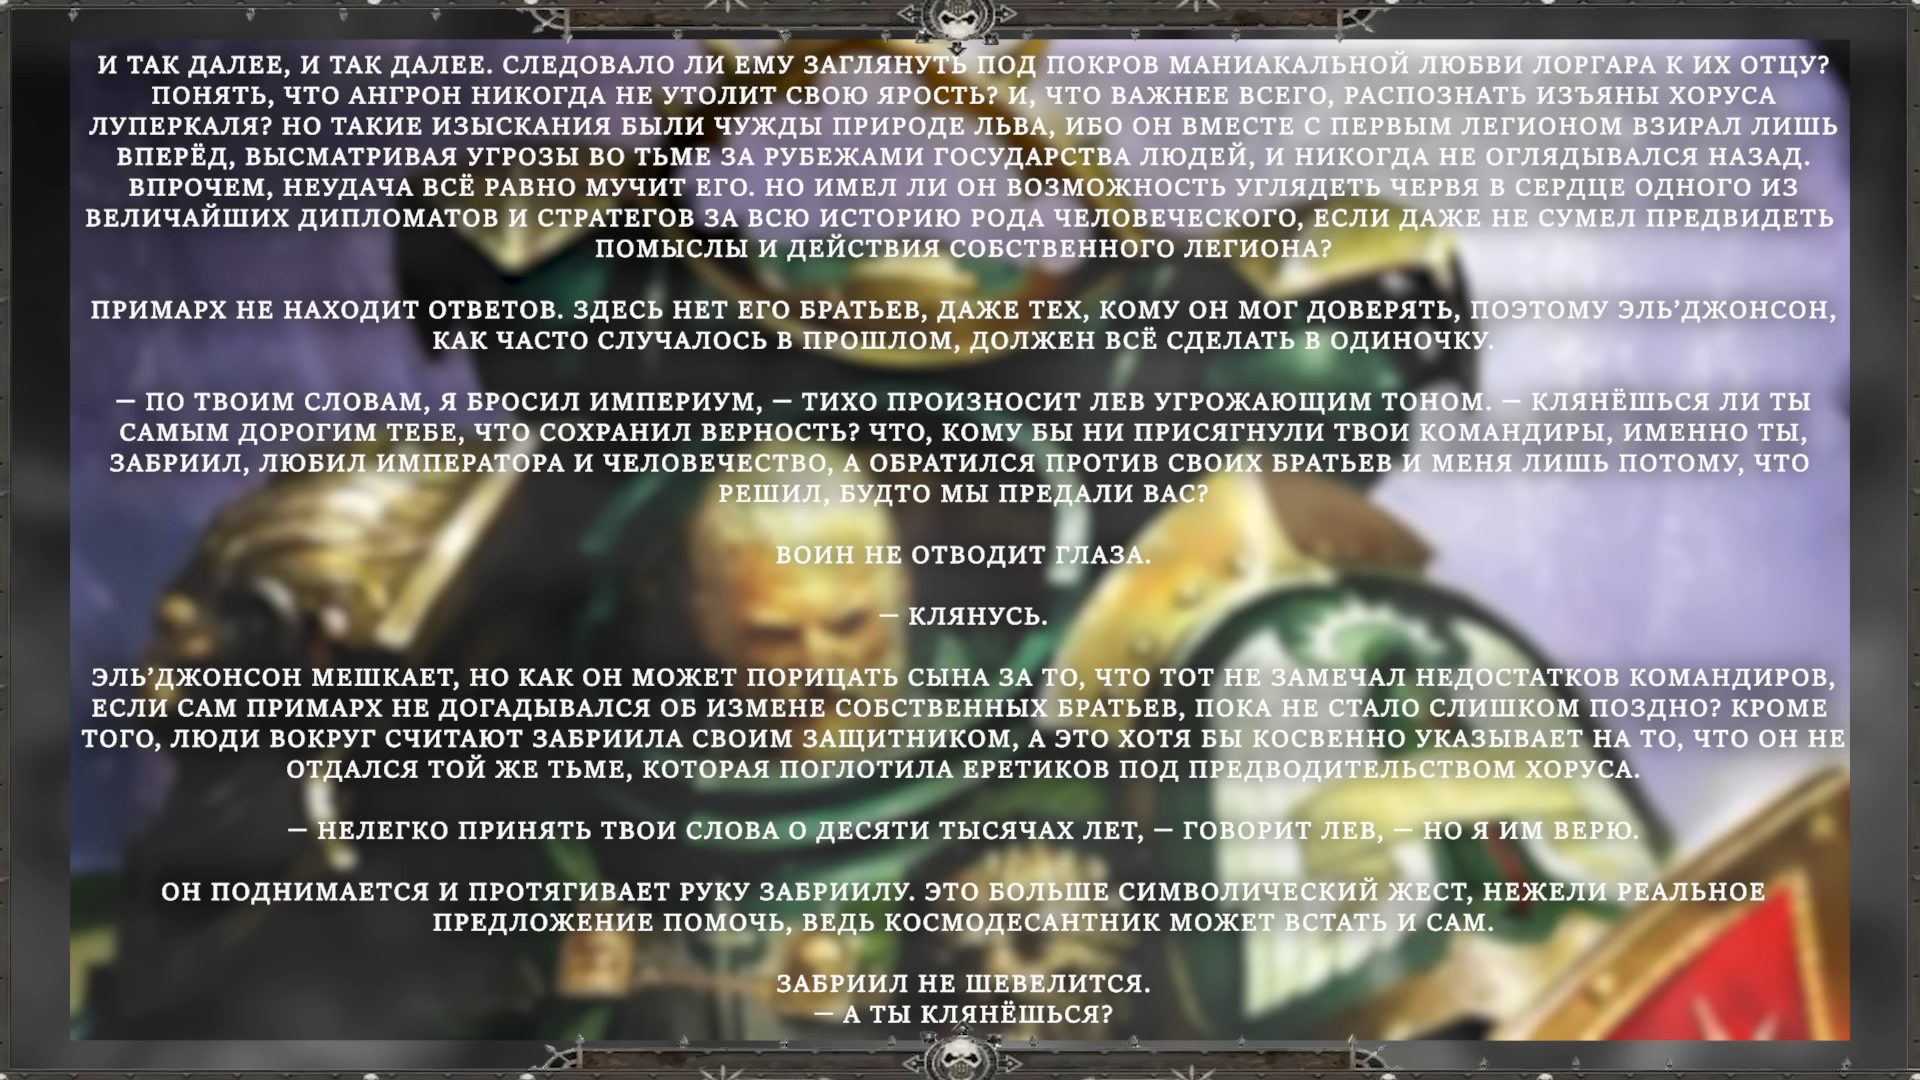 И ТАК ДАЛЕЕ, И ТАК ДАЛЕЕ. СЛЕДОВАЛО ЛИ ЕМУ ЗАГЛЯНУТЬ ПОД ПОКРОВ МАНИАКАЛЬНОЙ ЛЮБВИ ЛОРГАРА К ИХ ОТЦУ?
ПОНЯТЬ, ЧТО АНГРОН НИКОГДА НЕ УТОЛИТ СВОЮ ЯРОСТЬ? И, ЧТО ВАЖНЕЕ ВСЕГО, РАСПОЗНАТЬ ИЗЪЯНЫ ХОРУСА
ЛУПЕРКАЛЯ? НО ТАКИЕ ИЗЫСКАНИЯ БЫЛИ ЧУЖДЫ ПРИРОДЕ ЛЬВА, ИБО ОН ВМЕСТЕ С ПЕРВЫМ ЛЕГИОНОМ ВЗИРАЛ ЛИШЬ
ВПЕРЁД, ВЫСМАТРИВАЯ УГРОЗЫ ВО ТЬМЕ ЗА РУБЕЖАМИ ГОСУДАРСТВА ЛЮДЕЙ, И НИКОГДА НЕ ОГЛЯДЫВАЛСЯ НАЗАД.
ВПРОЧЕМ, НЕУДАЧА ВСЁ РАВНО МУЧИТ ЕГО. НО ИМЕЛ ЛИ ОН ВОЗМОЖНОСТЬ УГЛЯДЕТЬ ЧЕРВЯ В СЕРДЦЕ ОДНОГО ИЗ
ВЕЛИЧАЙШИХ ДИПЛОМАТОВ И СТРАТЕГОВ ЗА ВСЮ ИСТОРИЮ РОДА ЧЕЛОВЕЧЕСКОГО, ЕСЛИ ДАЖЕ НЕ СУМЕЛ ПРЕДВИДЕТЬ
ПОМЫСЛЫ И ДЕЙСТВИЯ СОБСТВЕННОГО ЛЕГИОНА?
ПРИМАРХ НЕ НАХОДИТ ОТВЕТОВ. ЗДЕСЬ НЕТ ЕГО БРАТЬЕВ, ДАЖЕ ТЕХ, КОМУ ОН МОГ ДОВЕРЯТЬ, ПОЭТОМУ ЭЛЬ’ДЖОНСОН,
КАК ЧАСТО СЛУЧАЛОСЬ В ПРОШЛОМ, ДОЛЖЕН ВСЁ СДЕЛАТЬ В ОДИНОЧКУ.
— ПО ТВОИМ СЛОВАМ, Я БРОСИЛ ИМПЕРИУМ, — ТИХО ПРОИЗНОСИТ ЛЕВ УГРОЖАЮЩИМ ТОНОМ. — КЛЯНЁШЬСЯ ЛИ ТЫ
САМЫМ ДОРОГИМ ТЕБЕ, ЧТО СОХРАНИЛ ВЕРНОСТЬ? ЧТО, КОМУ БЫ НИ ПРИСЯГНУЛИ ТВОИ КОМАНДИРЫ, ИМЕННО ТЫ,
ЗАБРИИЛ, ЛЮБИЛ ИМПЕРАТОРА И ЧЕЛОВЕЧЕСТВО, А ОБРАТИЛСЯ ПРОТИВ СВОИХ БРАТЬЕВ И МЕНЯ ЛИШЬ ПОТОМУ, ЧТО
РЕШИЛ, БУДТО МЫ ПРЕДАЛИ ВАС?
ВОИН НЕ ОТВОДИТ ГЛАЗА.
— КЛЯНУСЬ.
ЭЛЬ’ДЖОНСОН МЕШКАЕТ, НО КАК ОН МОЖЕТ ПОРИЦАТЬ СЫНА ЗА ТО, ЧТО ТОТ НЕ ЗАМЕЧАЛ НЕДОСТАТКОВ КОМАНДИРОВ,
ЕСЛИ САМ ПРИМАРХ НЕ ДОГАДЫВАЛСЯ ОБ ИЗМЕНЕ СОБСТВЕННЫХ БРАТЬЕВ, ПОКА НЕ СТАЛО СЛИШКОМ ПОЗДНО? КРОМЕ
ТОГО, ЛЮДИ ВОКРУГ СЧИТАЮТ ЗАБРИИЛА СВОИМ ЗАЩИТНИКОМ, А ЭТО ХОТЯ БЫ КОСВЕННО УКАЗЫВАЕТ НА ТО, ЧТО ОН НЕ
ОТДАЛСЯ ТОЙ ЖЕ ТЬМЕ, КОТОРАЯ ПОГЛОТИЛА ЕРЕТИКОВ ПОД ПРЕДВОДИТЕЛЬСТВОМ ХОРУСА.
— НЕЛЕГКО ПРИНЯТЬ ТВОИ СЛОВА О ДЕСЯТИ ТЫСЯЧАХ ЛЕТ, — ГОВОРИТ ЛЕВ, — НО Я ИМ ВЕРЮ.
ОН ПОДНИМАЕТСЯ И ПРОТЯГИВАЕТ РУКУ ЗАБРИИЛУ. ЭТО БОЛЬШЕ СИМВОЛИЧЕСКИЙ ЖЕСТ, НЕЖЕЛИ РЕАЛЬНОЕ
ПРЕДЛОЖЕНИЕ ПОМОЧЬ, ВЕДЬ КОСМОДЕСАНТНИК МОЖЕТ ВСТАТЬ И САМ.
ЗАБРИИЛ НЕ ШЕВЕЛИТСЯ.
— А ТЫ КЛЯНЁШЬСЯ?